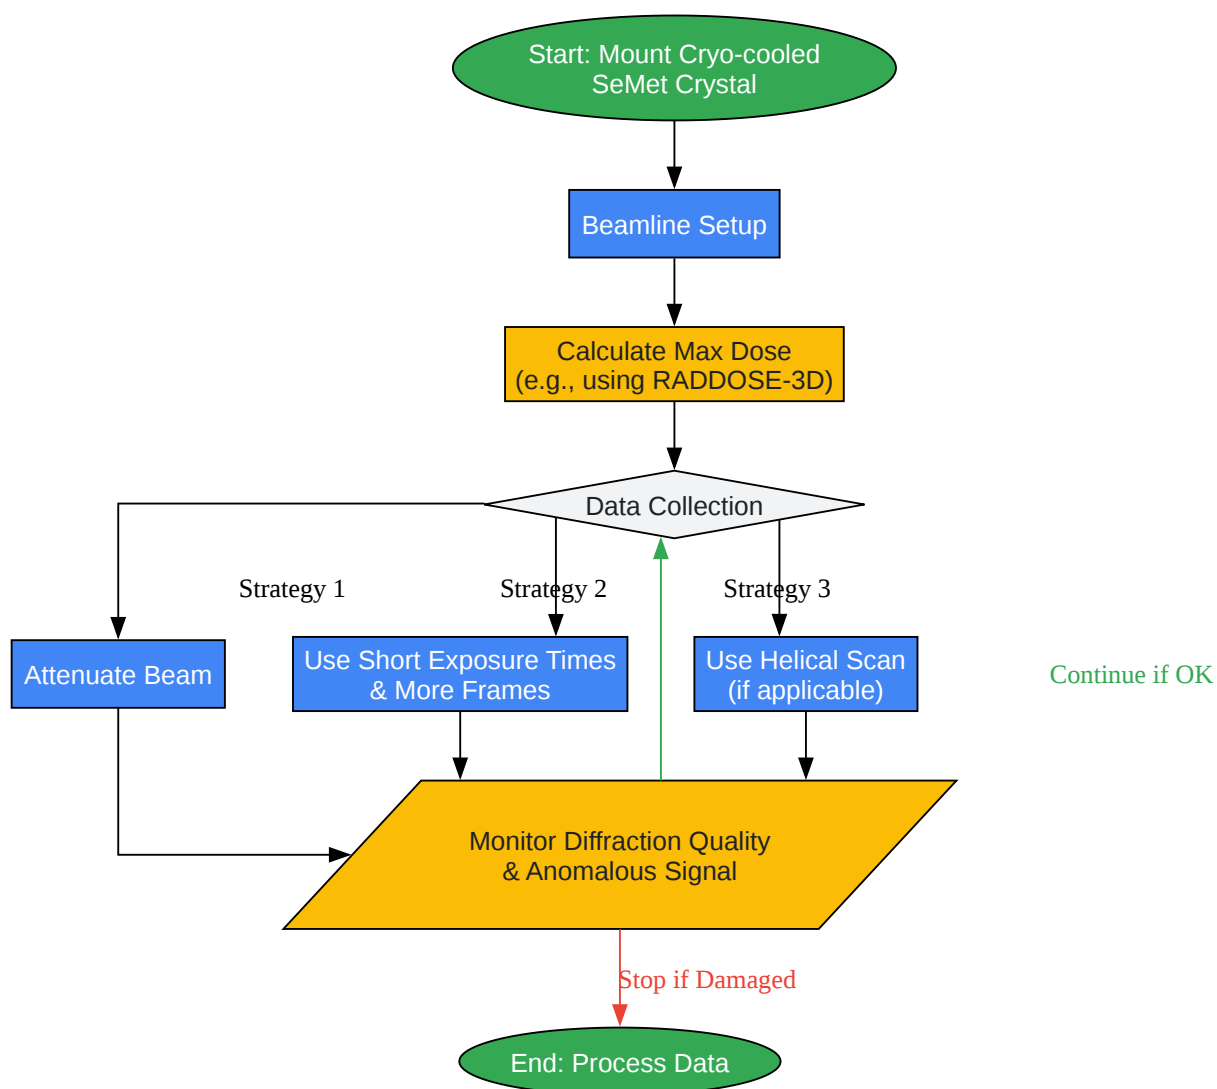 Start: Mount Cryo-cooled
SeMet Crystal
Beamline Setup
Calculate Max Dose
(e.g., using RADDOSE-3D)
Data Collection
Strategy 1
Strategy 2
Strategy 3
Attenuate Beam
Use Short Exposure Times
& More Frames
Use Helical Scan
(if applicable)
Continue if OK
Monitor Diffraction Quality
& Anomalous Signal
Stop if Damaged
End: Process Data